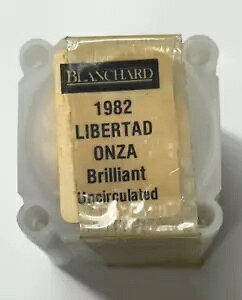 BLANCHARD
1982
LIBERTAD
ONZA
Brilliant
Uncirculated